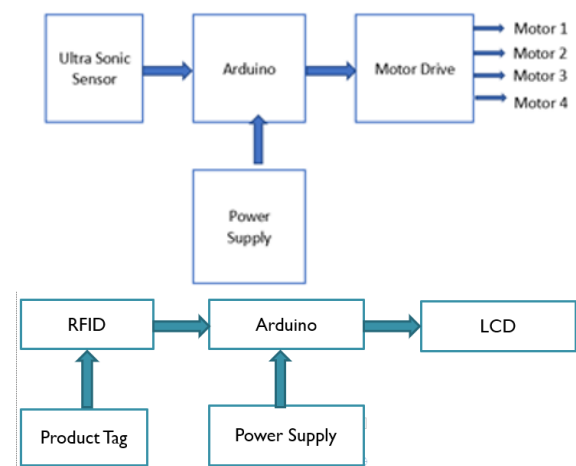 Ultra Sonic
Sensor
Arduino
Motor Drive
Motor 1
Motor 2
Motor 3
Motor 4
Power
Supply
RFID
Arduino
LCD
Product Tag
Power Supply